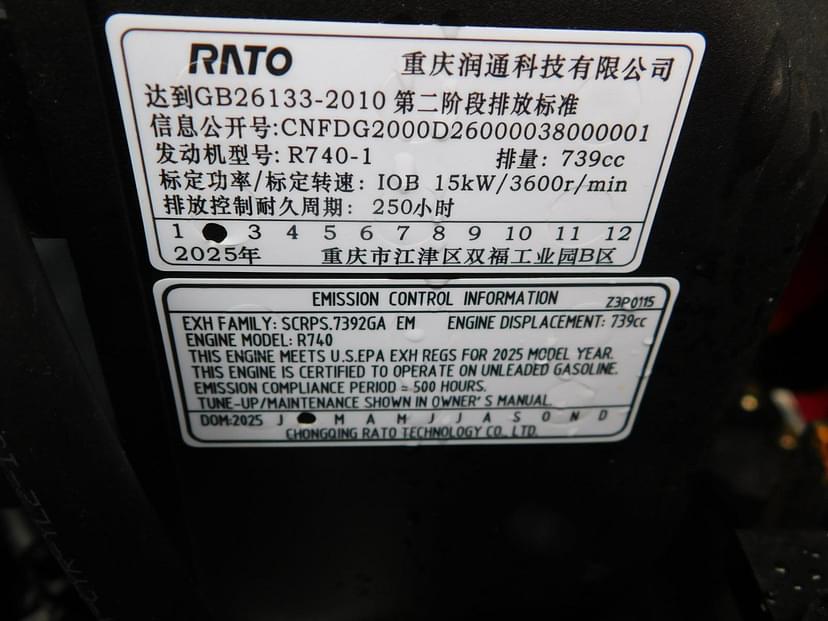 RATO 重庆润通科技有限公司
达到GB26133-2010 第二阶段排放标准
信息公开号:CNFDG2000D26000038000001
发动机型号: R740-1 排量: 739cc
标定功率/标定转速: IOB 15kW/3600r/min
排放控制耐久周期: 250小时
1 3 4 5 6 7 8 9 10 11 12
2025年 重庆市江津区双福工业园B区
EMISSION CONTROL INFORMATION Z3P0115
EXH FAMILY: SCRPS.7392GA EM ENGINE DISPLACEMENT: 739cc
ENGINE MODEL: R740
THIS ENGINE MEETS U.S.EPA EXH REGS FOR 2025 MODEL YEAR.
THIS ENGINE IS CERTIFIED TO OPERATE ON UNLEADED GASOLINE.
EMISSION COMPLIANCE PERIOD = 500 HOURS.
TUNE-UP/MAINTENANCE SHOWN IN OWNER'S MANUAL.
DOM:2025 J M A M J J A S O N D
CHONGQING RATO TECHNOLOGY CO., LTD.